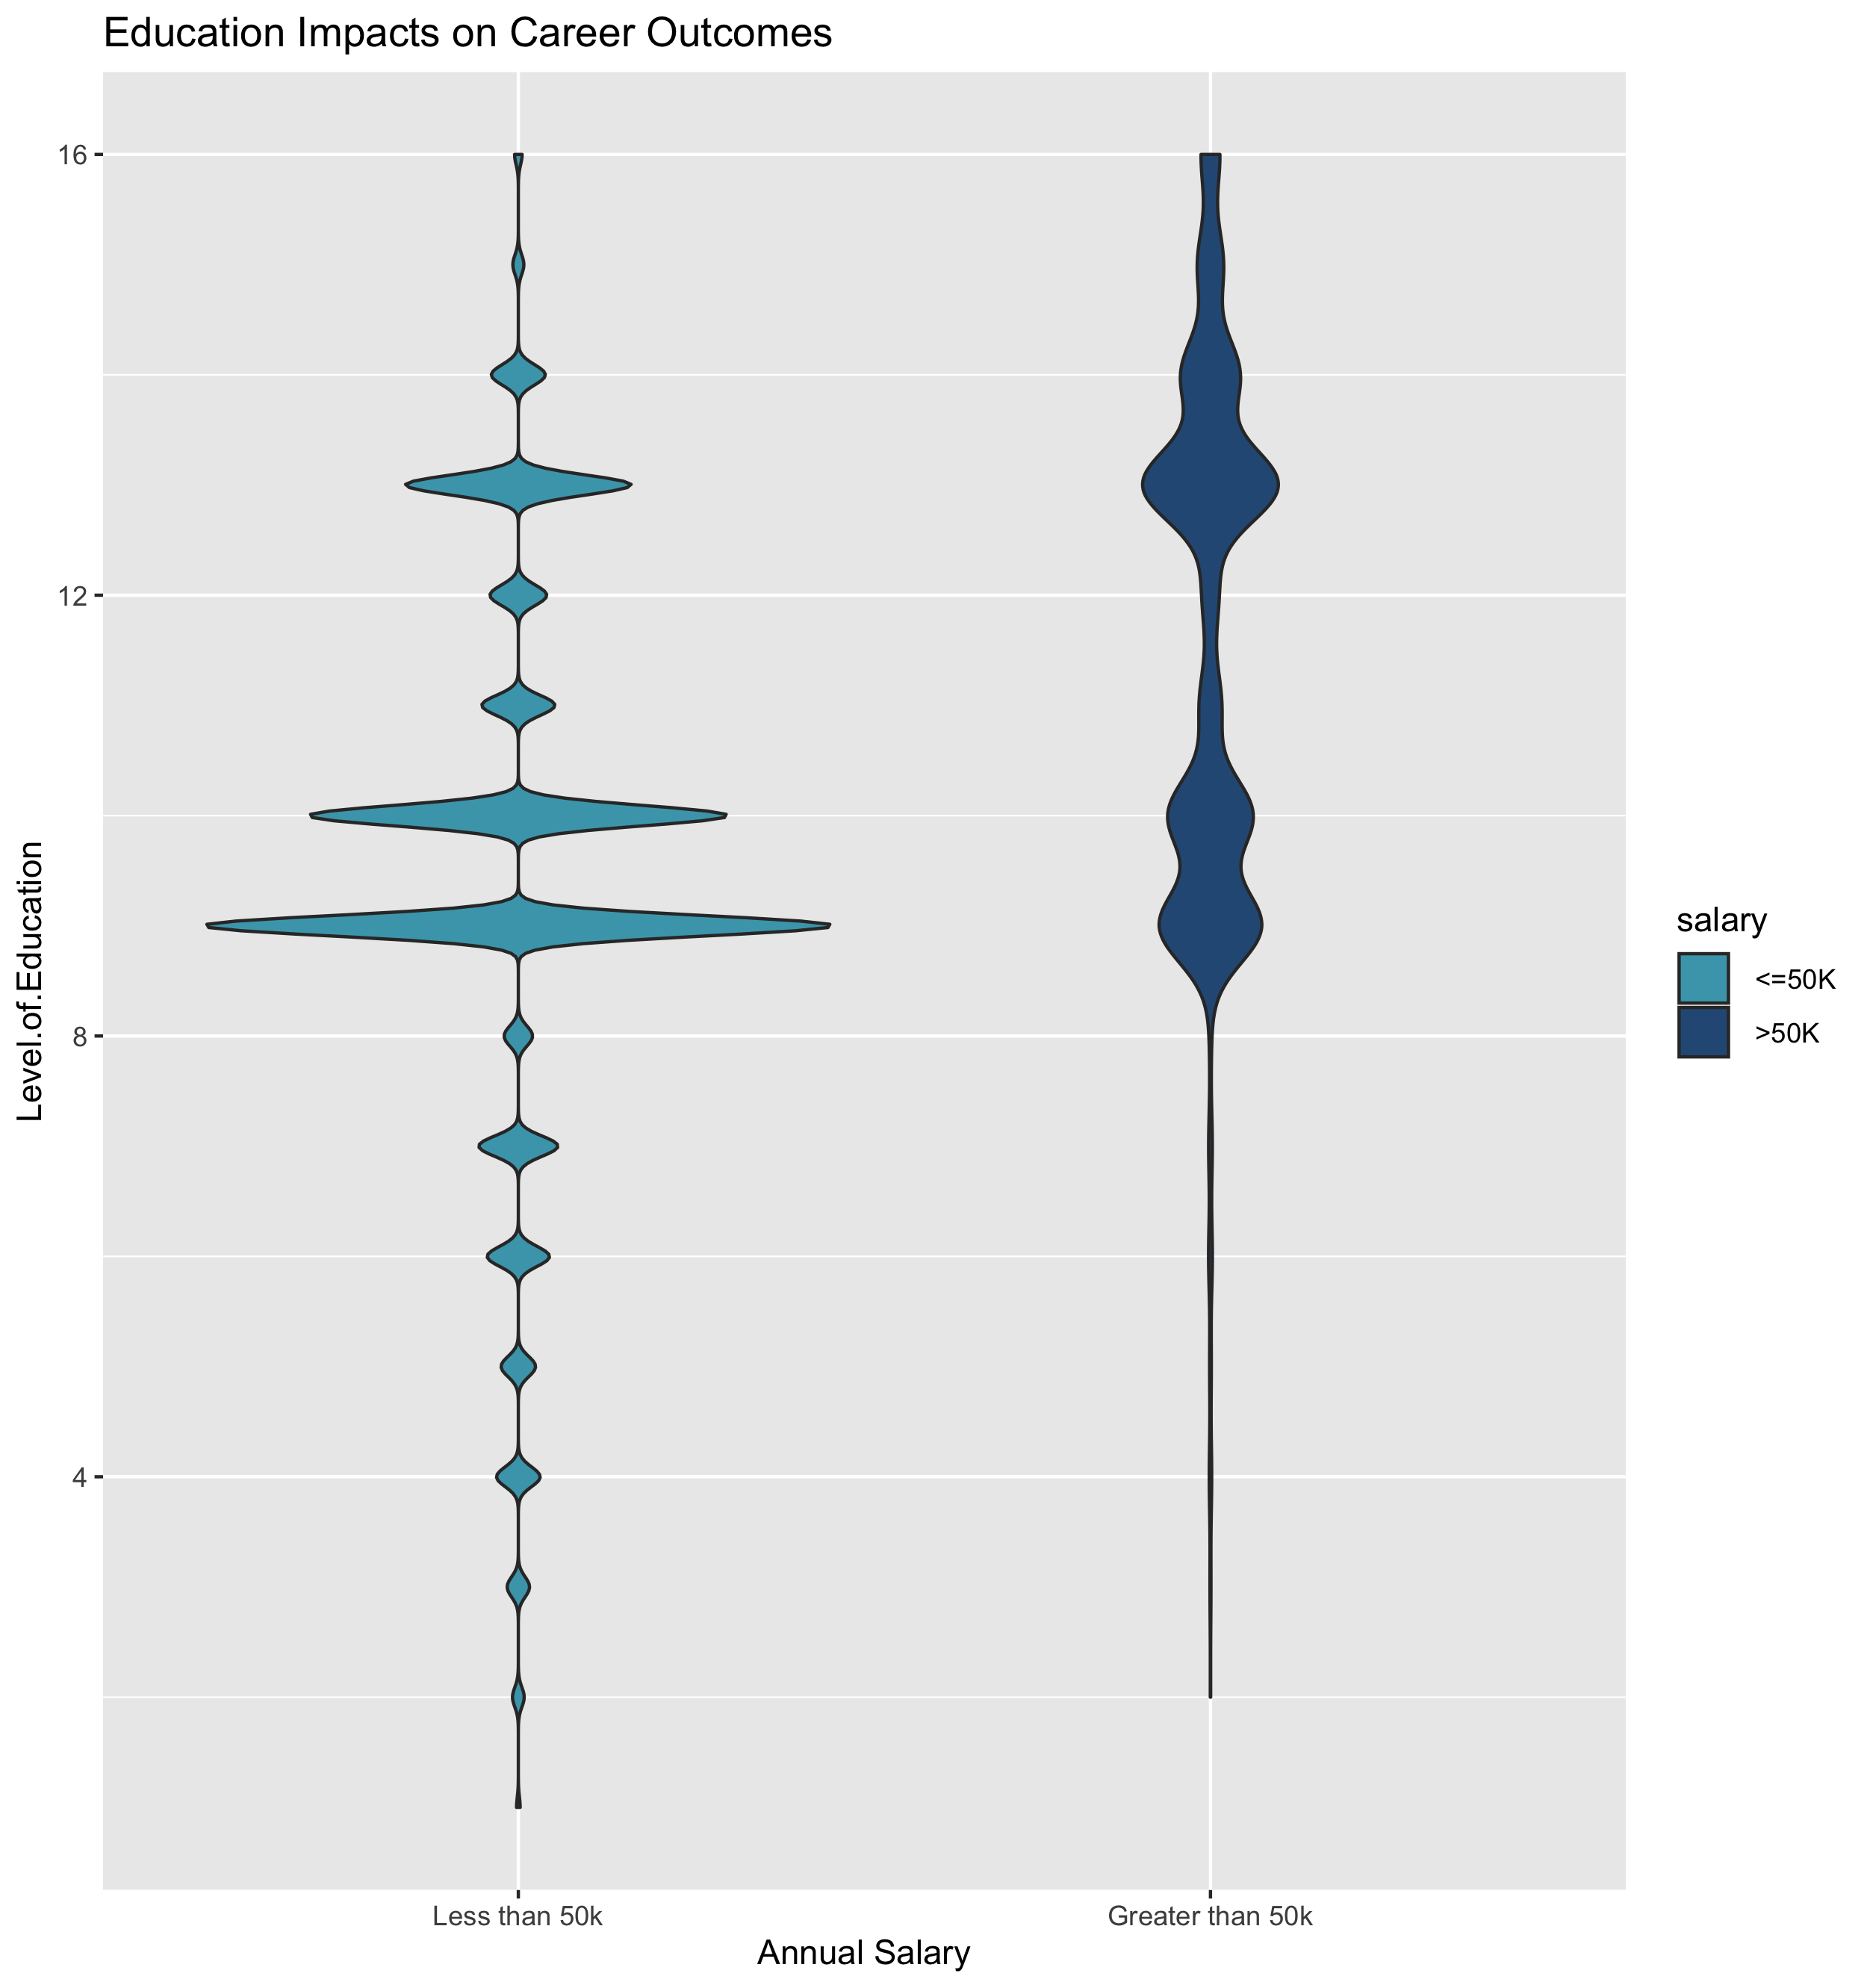 Education Impacts on Career Outcomes
16
12
8
4
Level.of.Education
Less than 50k
Greater than 50k
Annual Salary
salary
<=50K
>50K